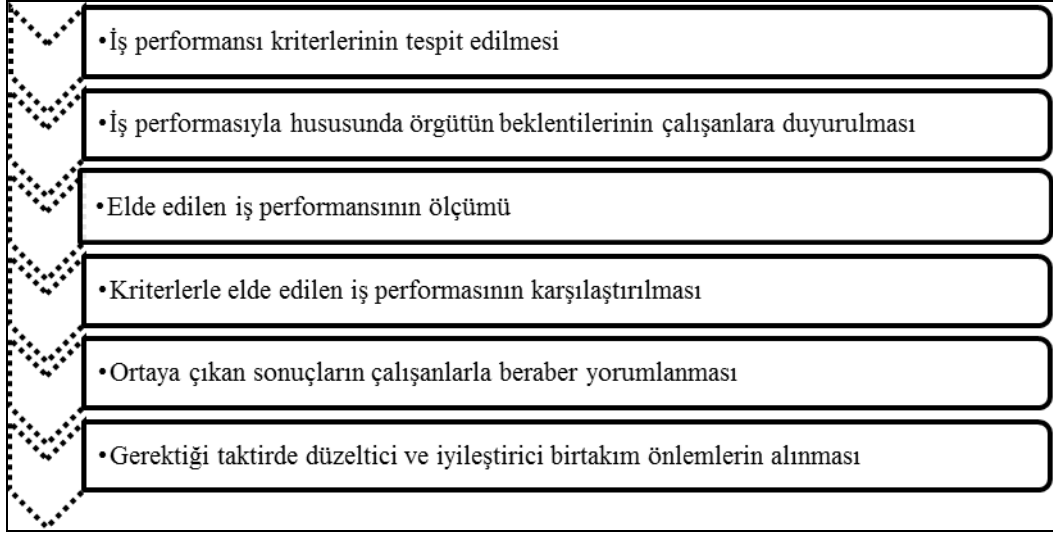 •İş performansı kriterlerinin tespit edilmesi
•İş performasıyla hususunda örgütün beklentilerinin çalışanlara duyurulması
•Elde edilen iş performansının ölçümü
•Kriterlerle elde edilen iş performasının karşılaştırılması
•Ortaya çıkan sonuçların çalışanlarla beraber yorumlanması
•Gerektiği taktirde düzeltici ve iyileştirici birtakım önlemlerin alınması